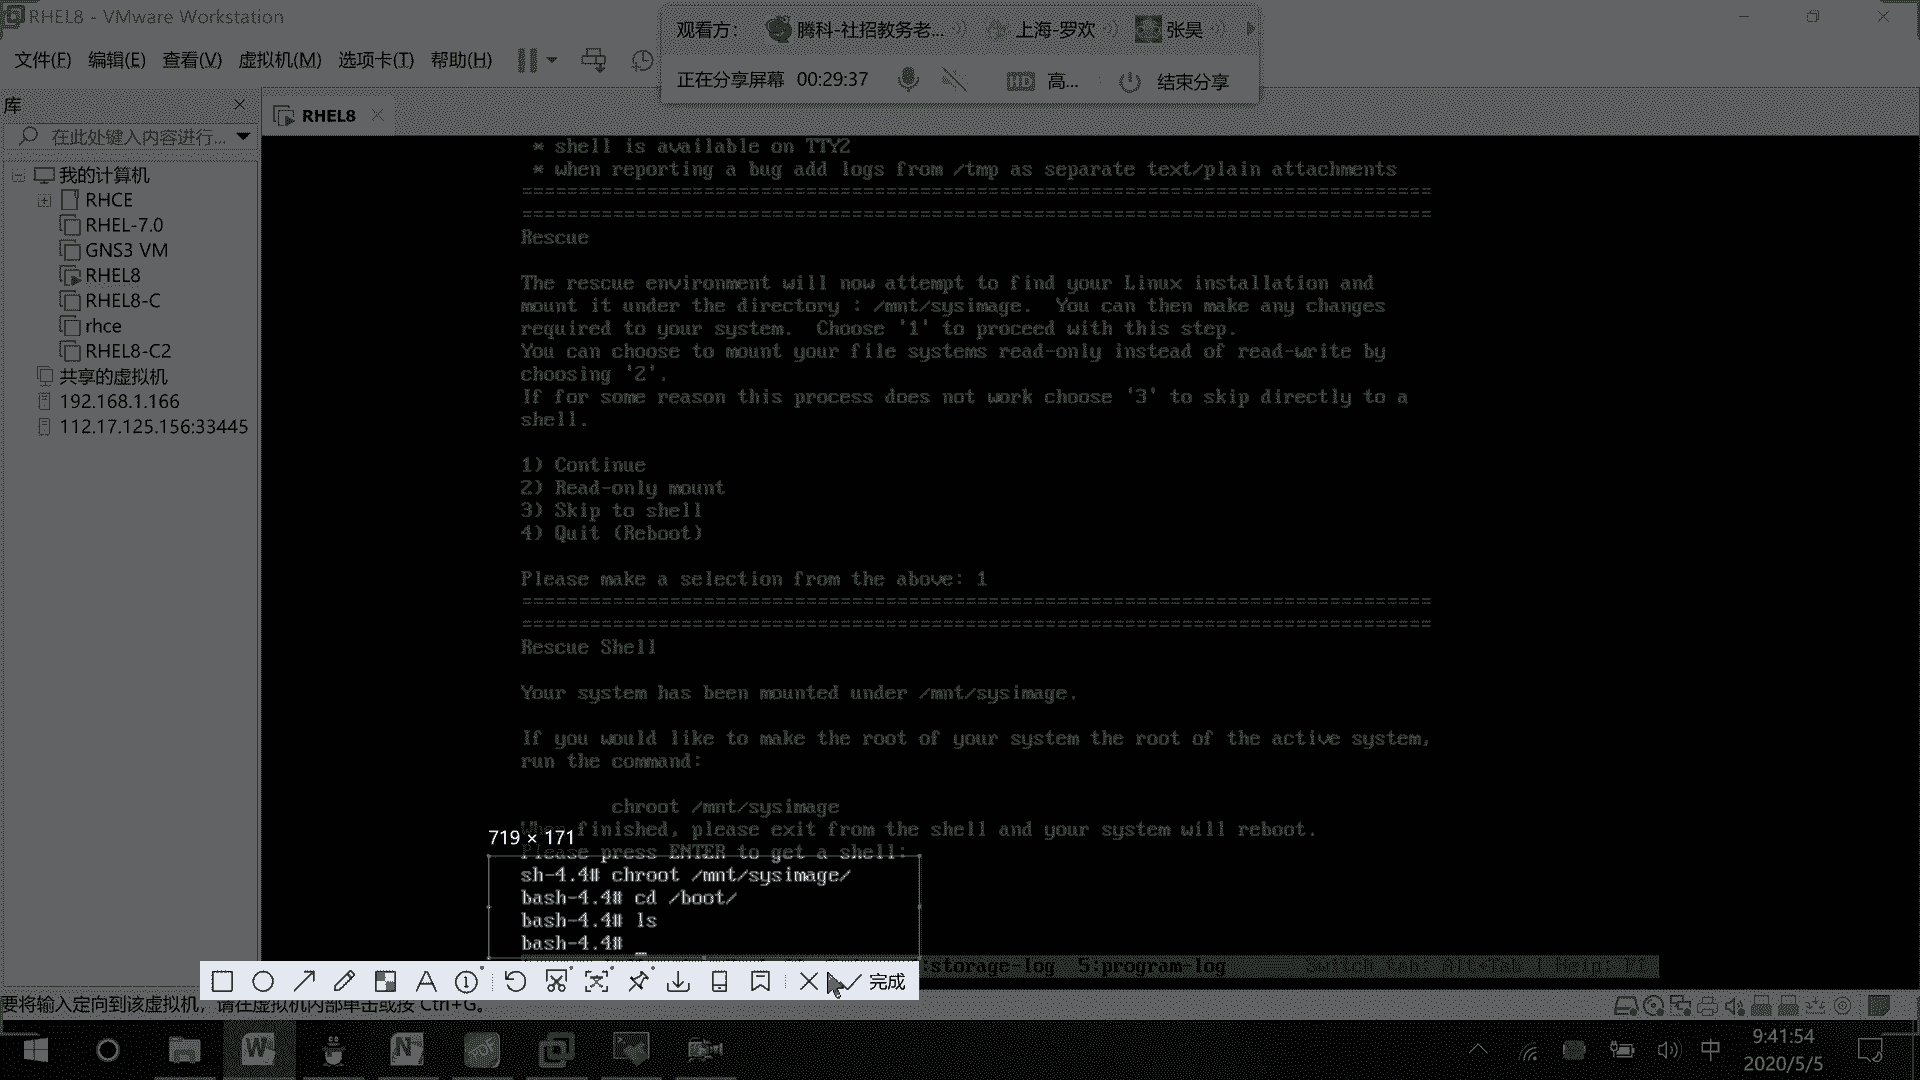 RHEL8 - VMware Workstation
文件(F) 编辑(E) 查看(V) 虚拟机(M) 选项卡(T) 帮助(H)
观看方: 腾科-社招教务老... 上海-罗欢 张昊
正在分享屏幕 00:29:37 HD 高... 结束分享
库
在此处键入内容进行...
我的计算机
RHCE
RHEL-7.0
GNS3 VM
RHEL8
RHEL8-C
rhce
RHEL8-C2
共享的虚拟机
192.168.1.166
112.17.125.156:33445
RHEL8
* shell is available on TTY2
* when reporting a bug add logs from /tmp as separate text/plain attachments
================================================================================
================================================================================
Rescue
The rescue environment will now attempt to find your Linux installation and
mount it under the directory : /mnt/sysimage.  You can then make any changes
required to your system.  Choose '1' to proceed with this step.
You can choose to mount your file systems read-only instead of read-write by
choosing '2'.
If for some reason this process does not work choose '3' to skip directly to a
shell.
1) Continue
2) Read-only mount
3) Skip to shell
4) Quit (Reboot)
Please make a selection from the above: 1
================================================================================
================================================================================
Rescue Shell
Your system has been mounted under /mnt/sysimage.
If you would like to make the root of your system the root of the active system,
run the command:
chroot /mnt/sysimage
When finished, please exit from the shell and your system will reboot.
Please press ENTER to get a shell:
719 × 171
sh-4.4# chroot /mnt/sysimage/
bash-4.4# cd /boot/
bash-4.4# ls
bash-4.4#
:storage-log 5:program-log Switch tab: Alt+Tab | Help: F1
完成
要将输入定向到该虚拟机，请在虚拟机内部单击或按 Ctrl+G。
中
9:41:54
2020/5/5